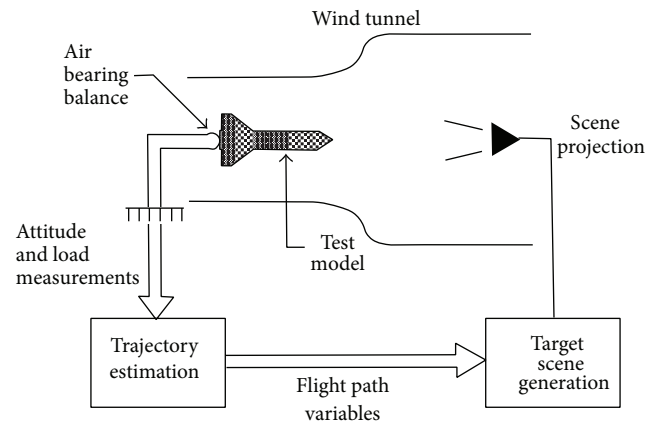 Wind tunnel
Air
bearing
balance
Scene
projection
Attitude
and load
measurements
Test
model
Trajectory
estimation
Flight path
variables
Target
scene
generation